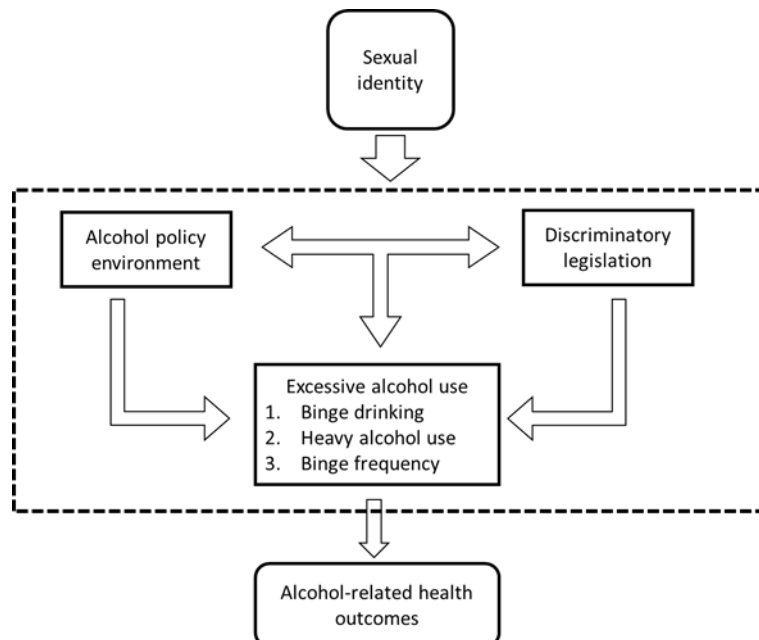 Sexual
identity
Alcohol policy
environment
Discriminatory
legislation
Excessive alcohol use
1. Binge drinking
2. Heavy alcohol use
3. Binge frequency
Alcohol-related health
outcomes